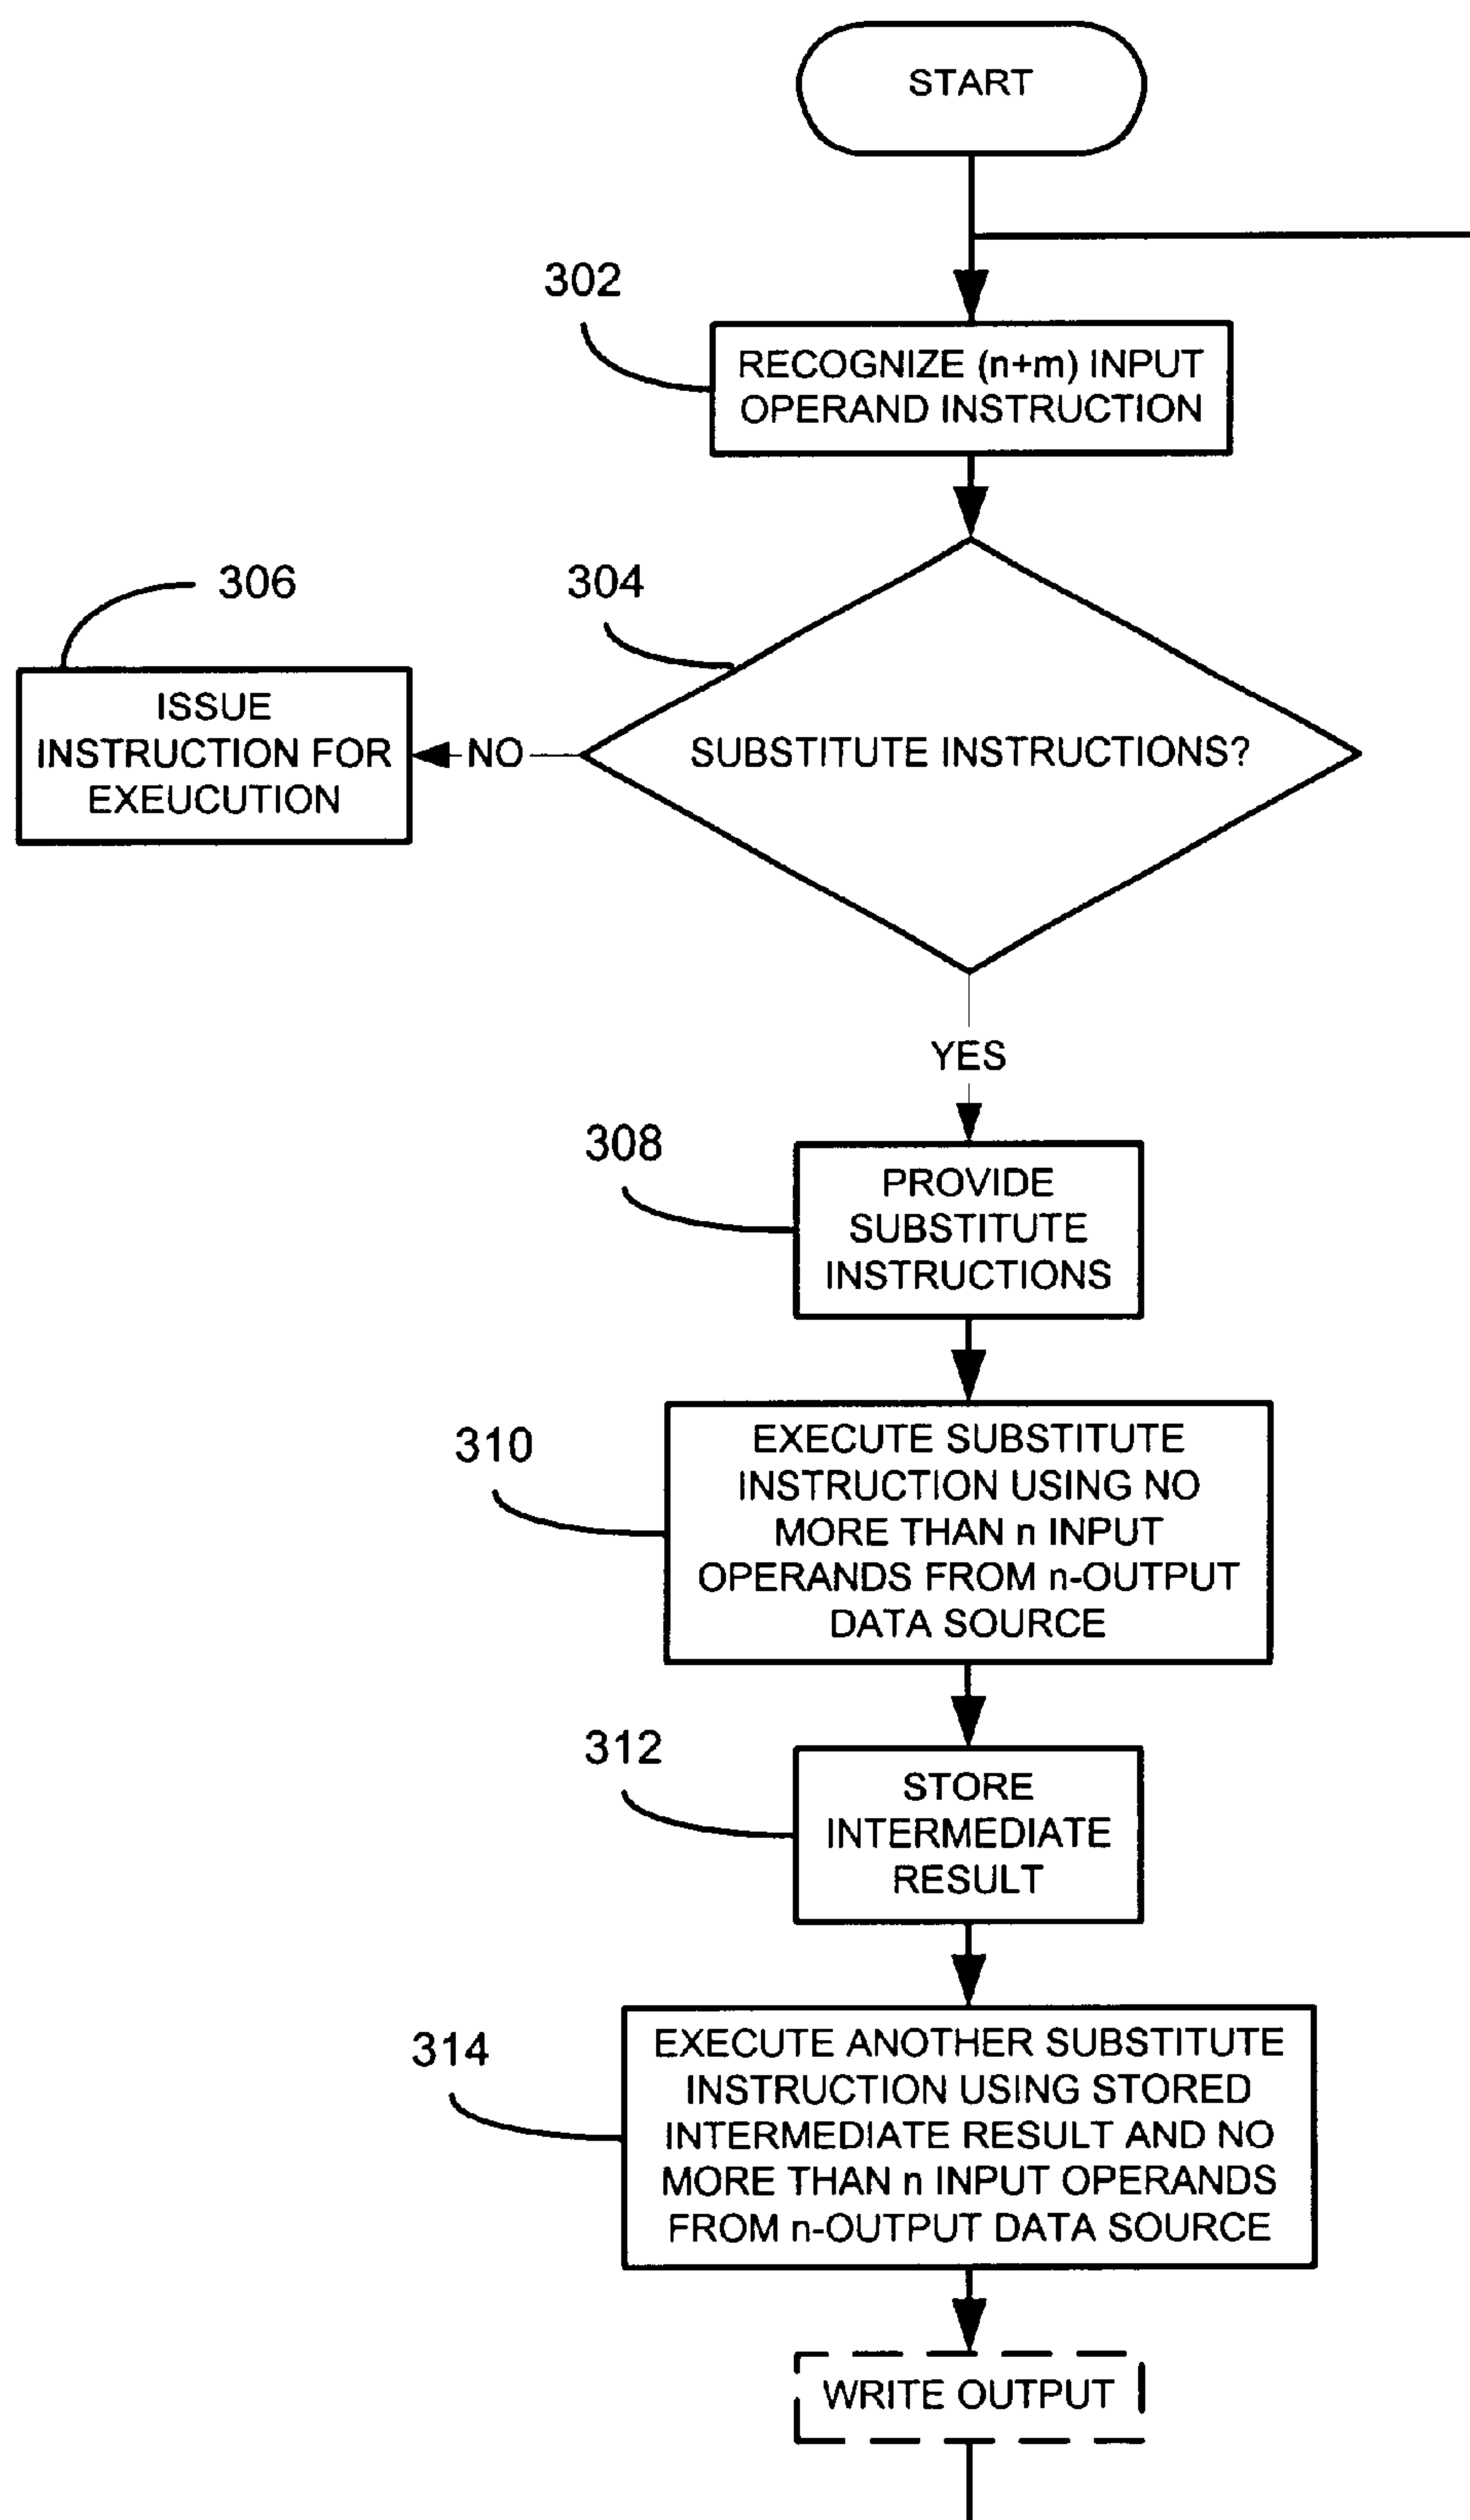 START
302
RECOGNIZE (n+m) INPUT
OPERAND INSTRUCTION
306
304
ISSUE
INSTRUCTION FOR
EXEUCUTION
NO
SUBSTITUTE INSTRUCTIONS?
YES
308
PROVIDE
SUBSTITUTE
INSTRUCTIONS
310
EXECUTE SUBSTITUTE
INSTRUCTION USING NO
MORE THAN n INPUT
OPERANDS FROM n-OUTPUT
DATA SOURCE
312
STORE
INTERMEDIATE
RESULT
314
EXECUTE ANOTHER SUBSTITUTE
INSTRUCTION USING STORED
INTERMEDIATE RESULT AND NO
MORE THAN n INPUT OPERANDS
FROM n-OUTPUT DATA SOURCE
WRITE OUTPUT